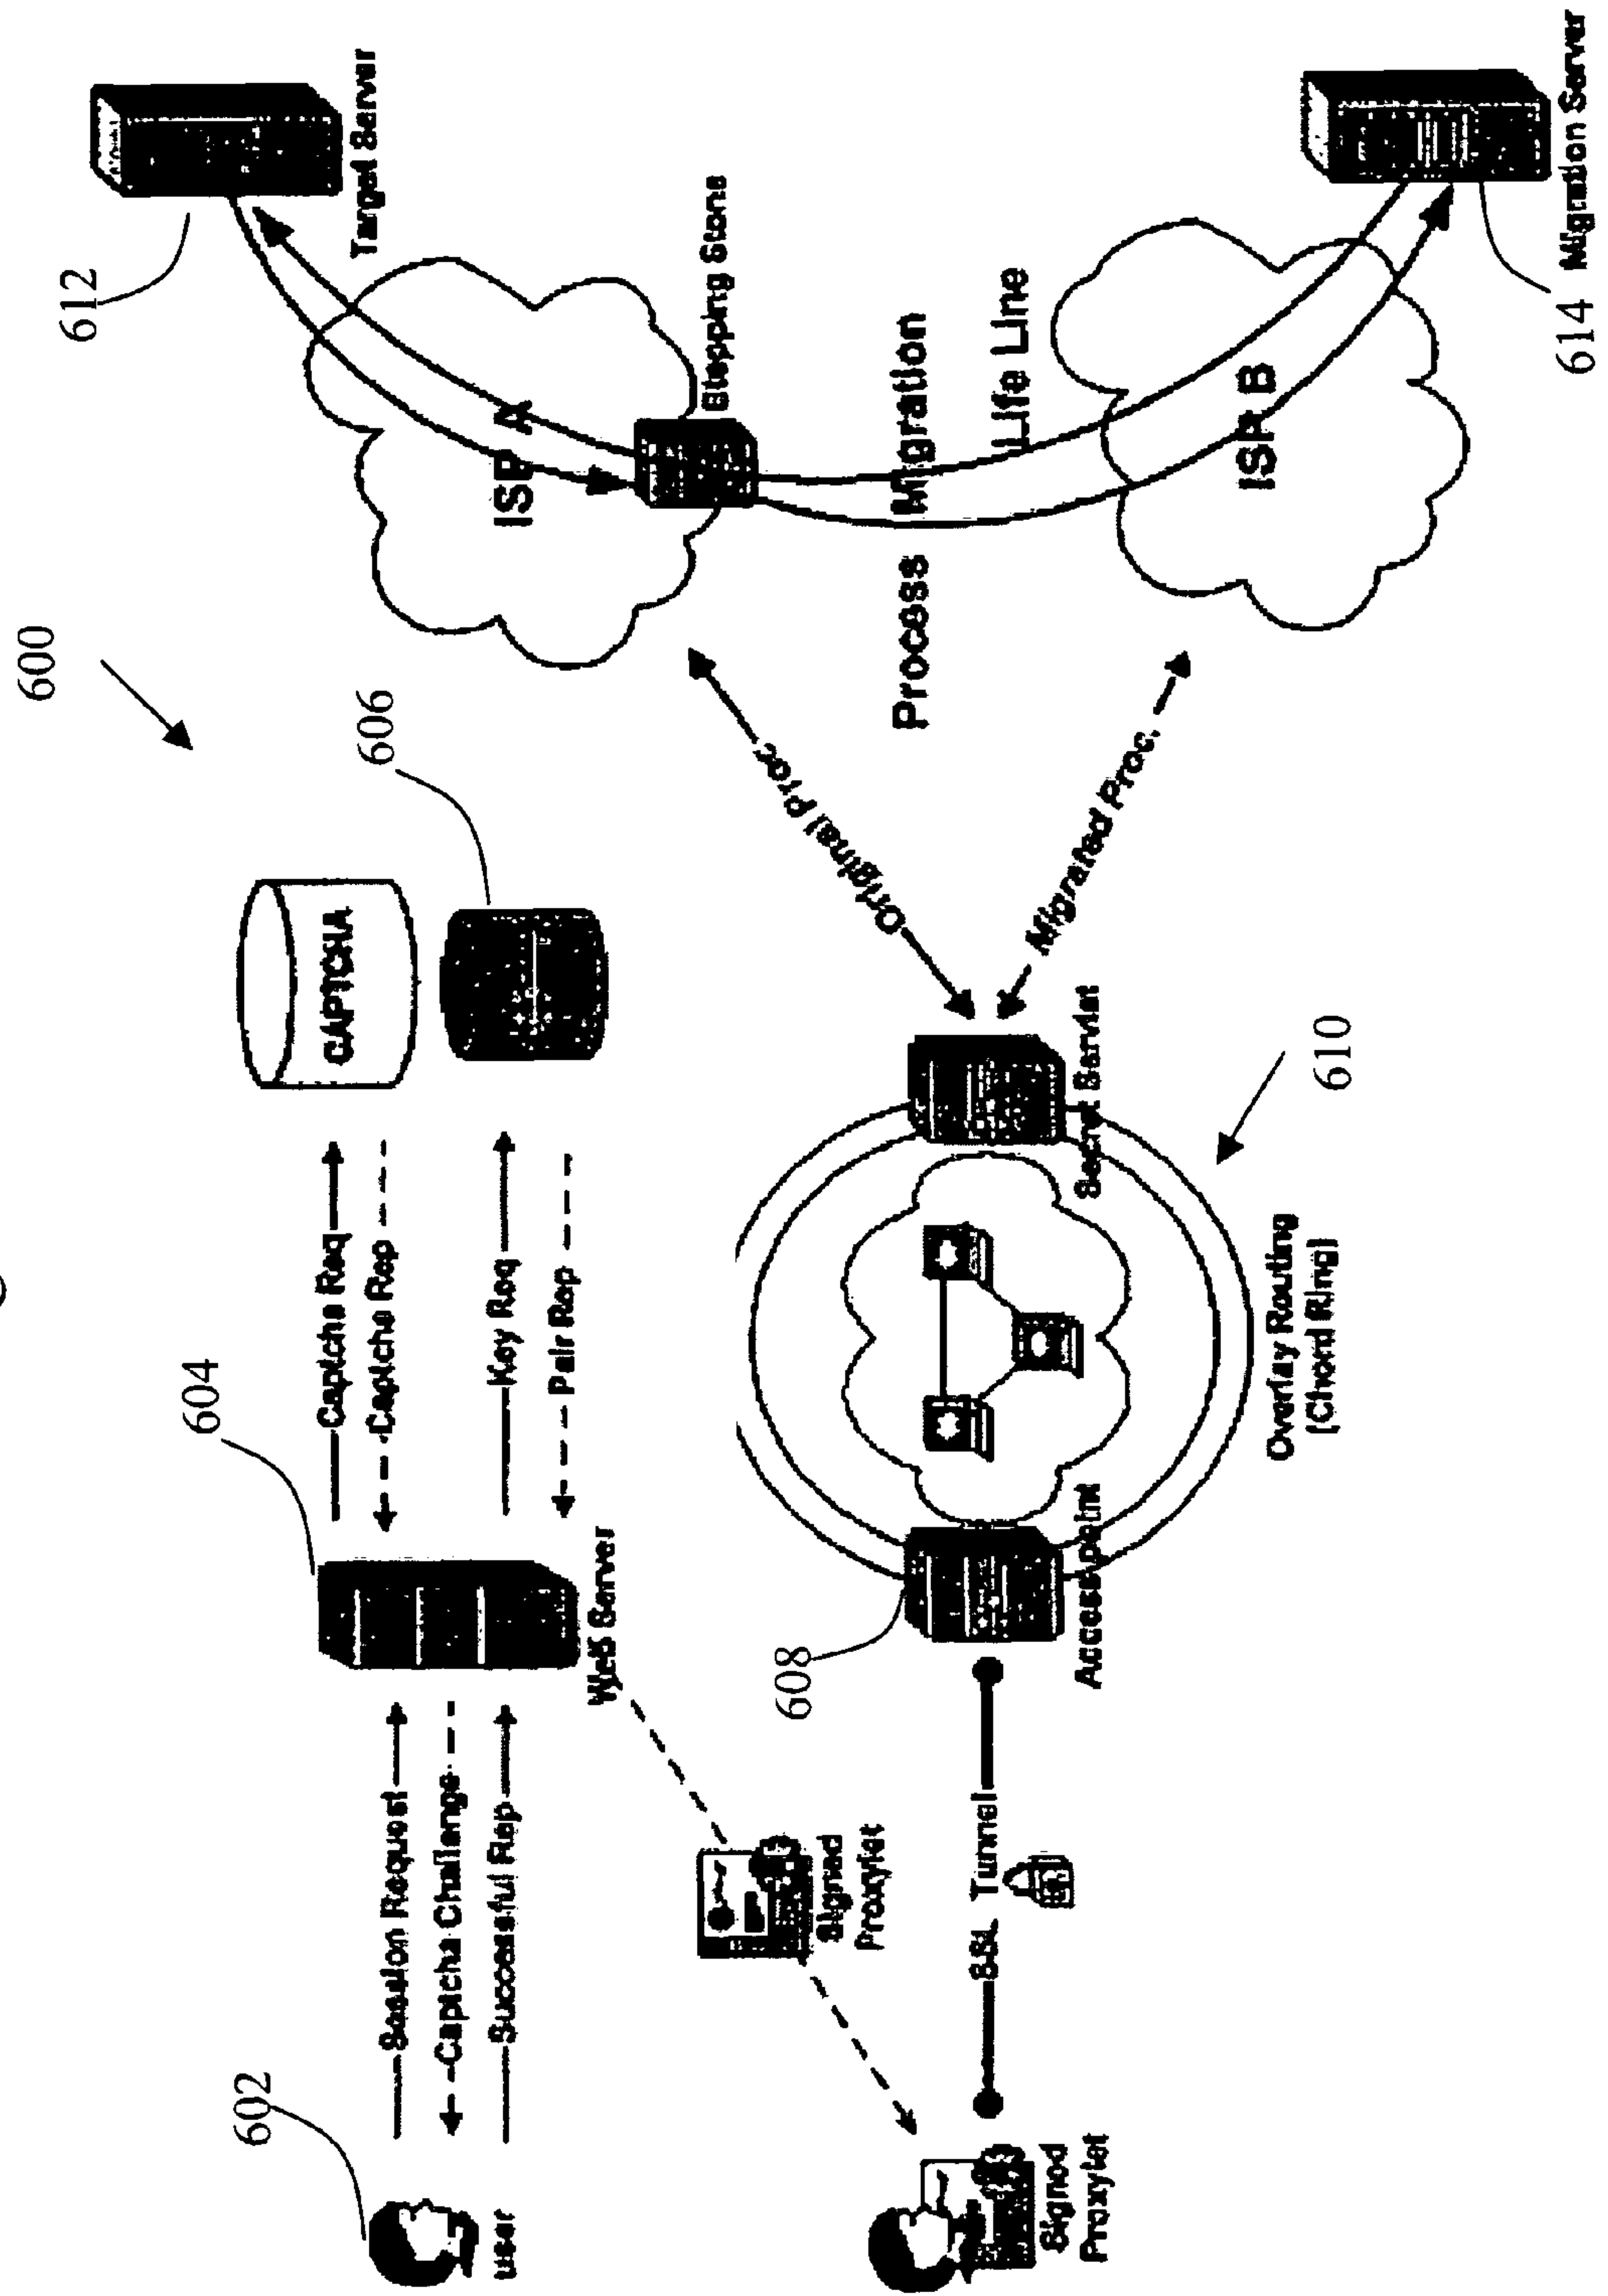 600
602
604
606
612
CAPTCHA
Session Request
Captcha Challenge
Successful Rep
Captcha Req
Captcha Rep
Key Req
Pair Rep
user
Web Server
Target Server
ISP A
Stepping Stone
Signed
Proxylet
Original Proc.
Process Migration
Life Line
608
SSL Tunnel
Migrated Proc.
Signed
Proxylet
Access point
Secret Servlet
ISP B
Overlay Routing
(Chord Ring)
610
614
Migration Server